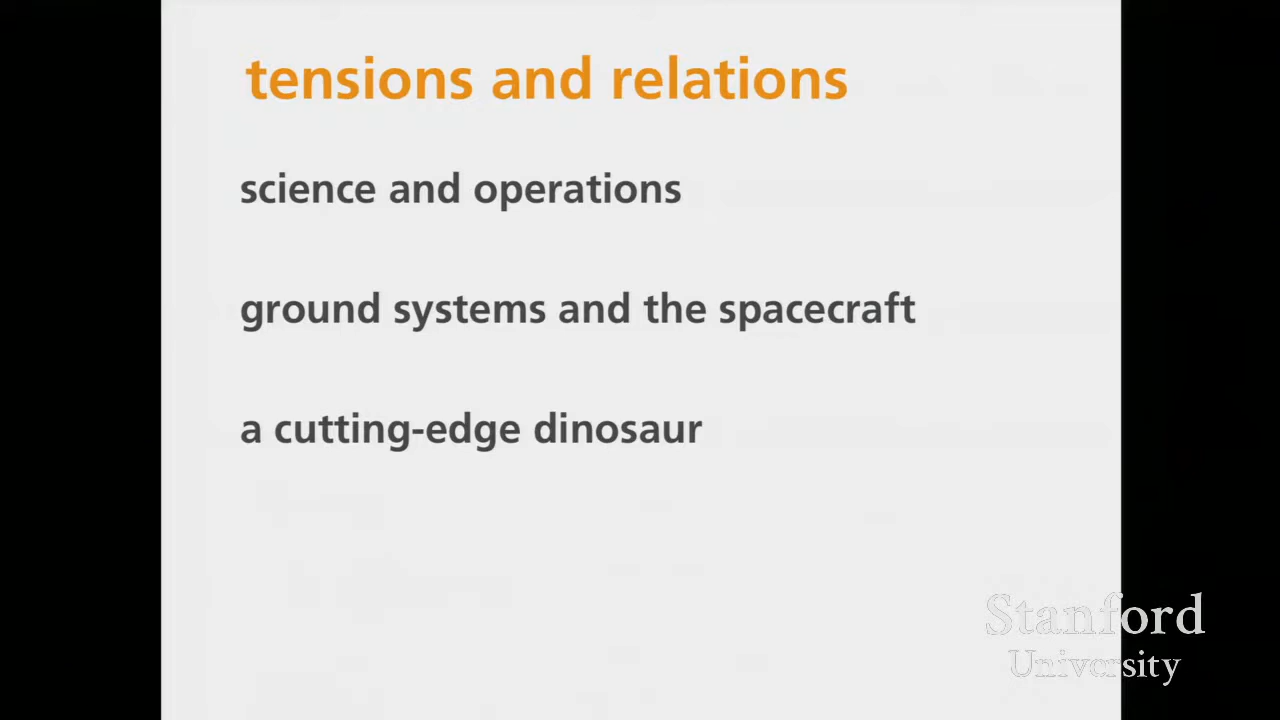 tensions and relations
science and operations
ground systems and the spacecraft
a cutting-edge dinosaur
Stanford
University